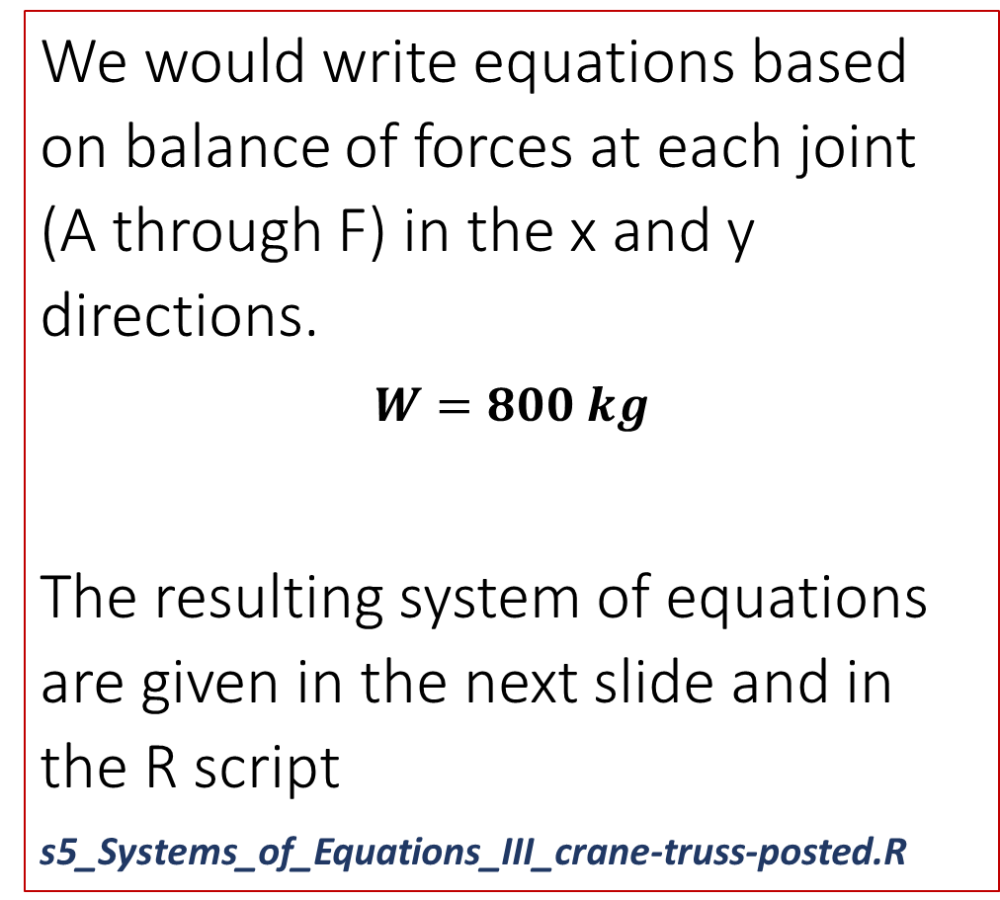 We would write equations based
on balance of forces at each joint
(A through F) in the x and y
directions.
W = 800 kg
The resulting system of equations
are given in the next slide and in
the R script
s5_Systems_of_Equations_III_crane-truss-posted.R